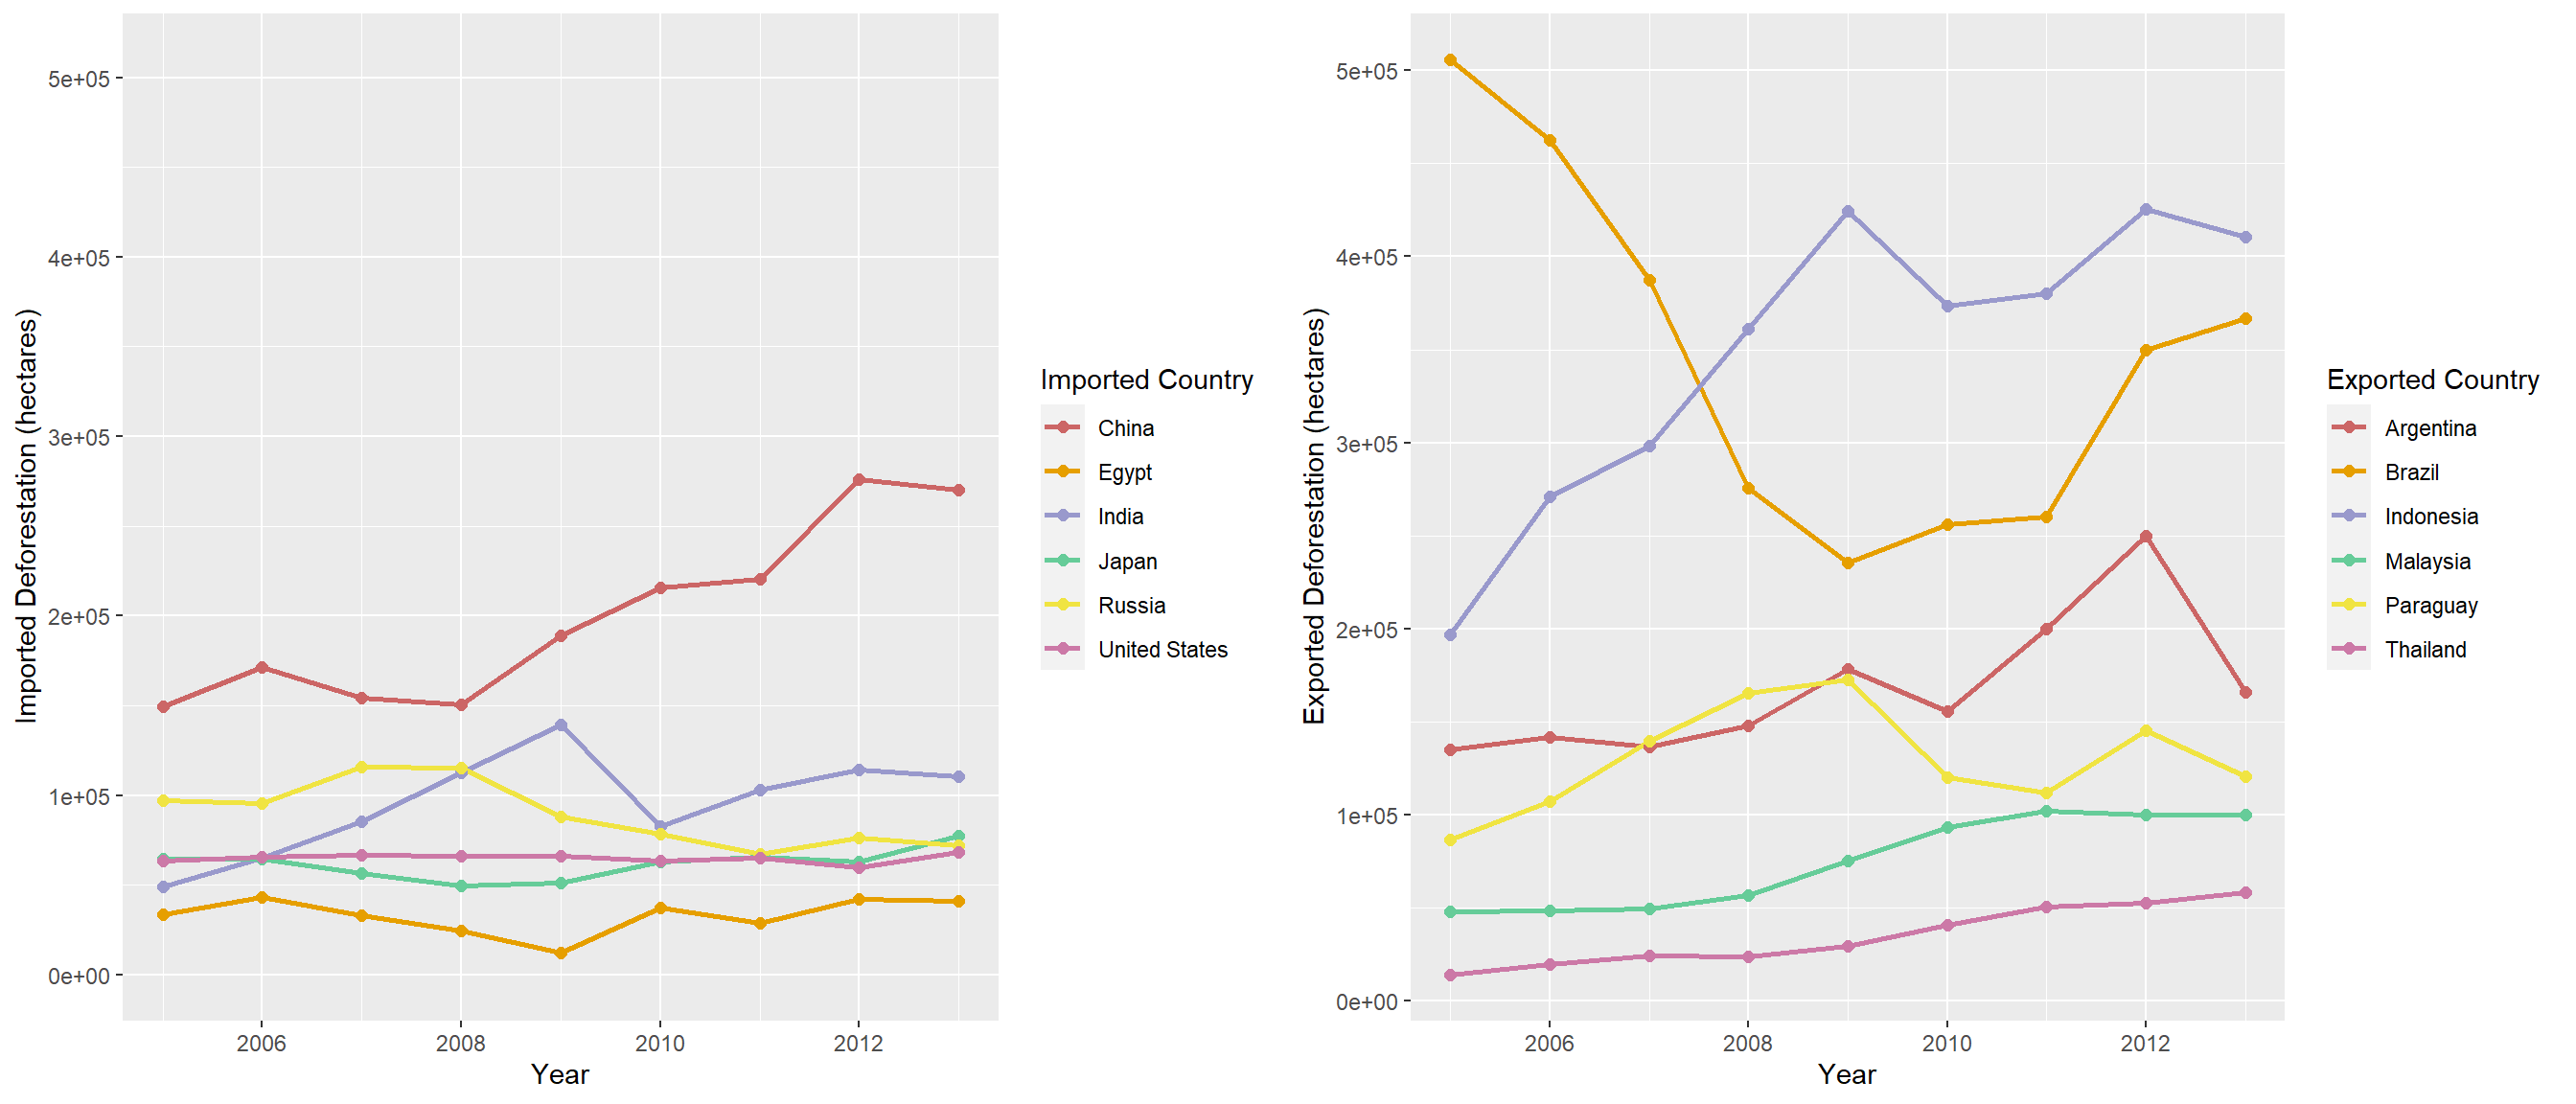 Imported Deforestation (hectares)
5e+05
4e+05
3e+05
2e+05
1e+05
0e+00
2006
2008
2010
2012
Year
Imported Country
China
Egypt
India
Japan
Russia
United States
Exported Deforestation (hectares)
5e+05
4e+05
3e+05
2e+05
1e+05
0e+00
2006
2008
2010
2012
Year
Exported Country
Argentina
Brazil
Indonesia
Malaysia
Paraguay
Thailand